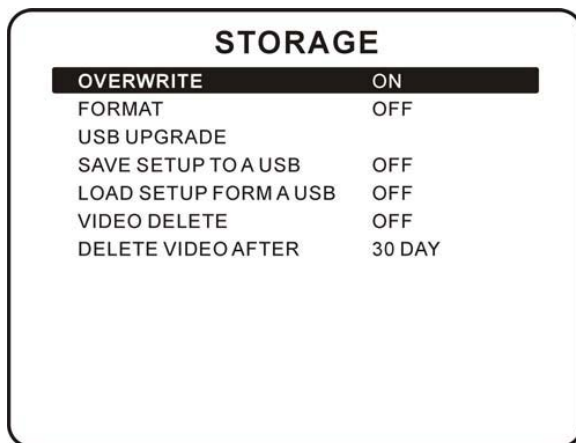 STORAGE
OVERWRITE ON
FORMAT OFF
USB UPGRADE
SAVE SETUP TO A USB OFF
LOAD SETUP FORM A USB OFF
VIDEO DELETE OFF
DELETE VIDEO AFTER 30 DAY